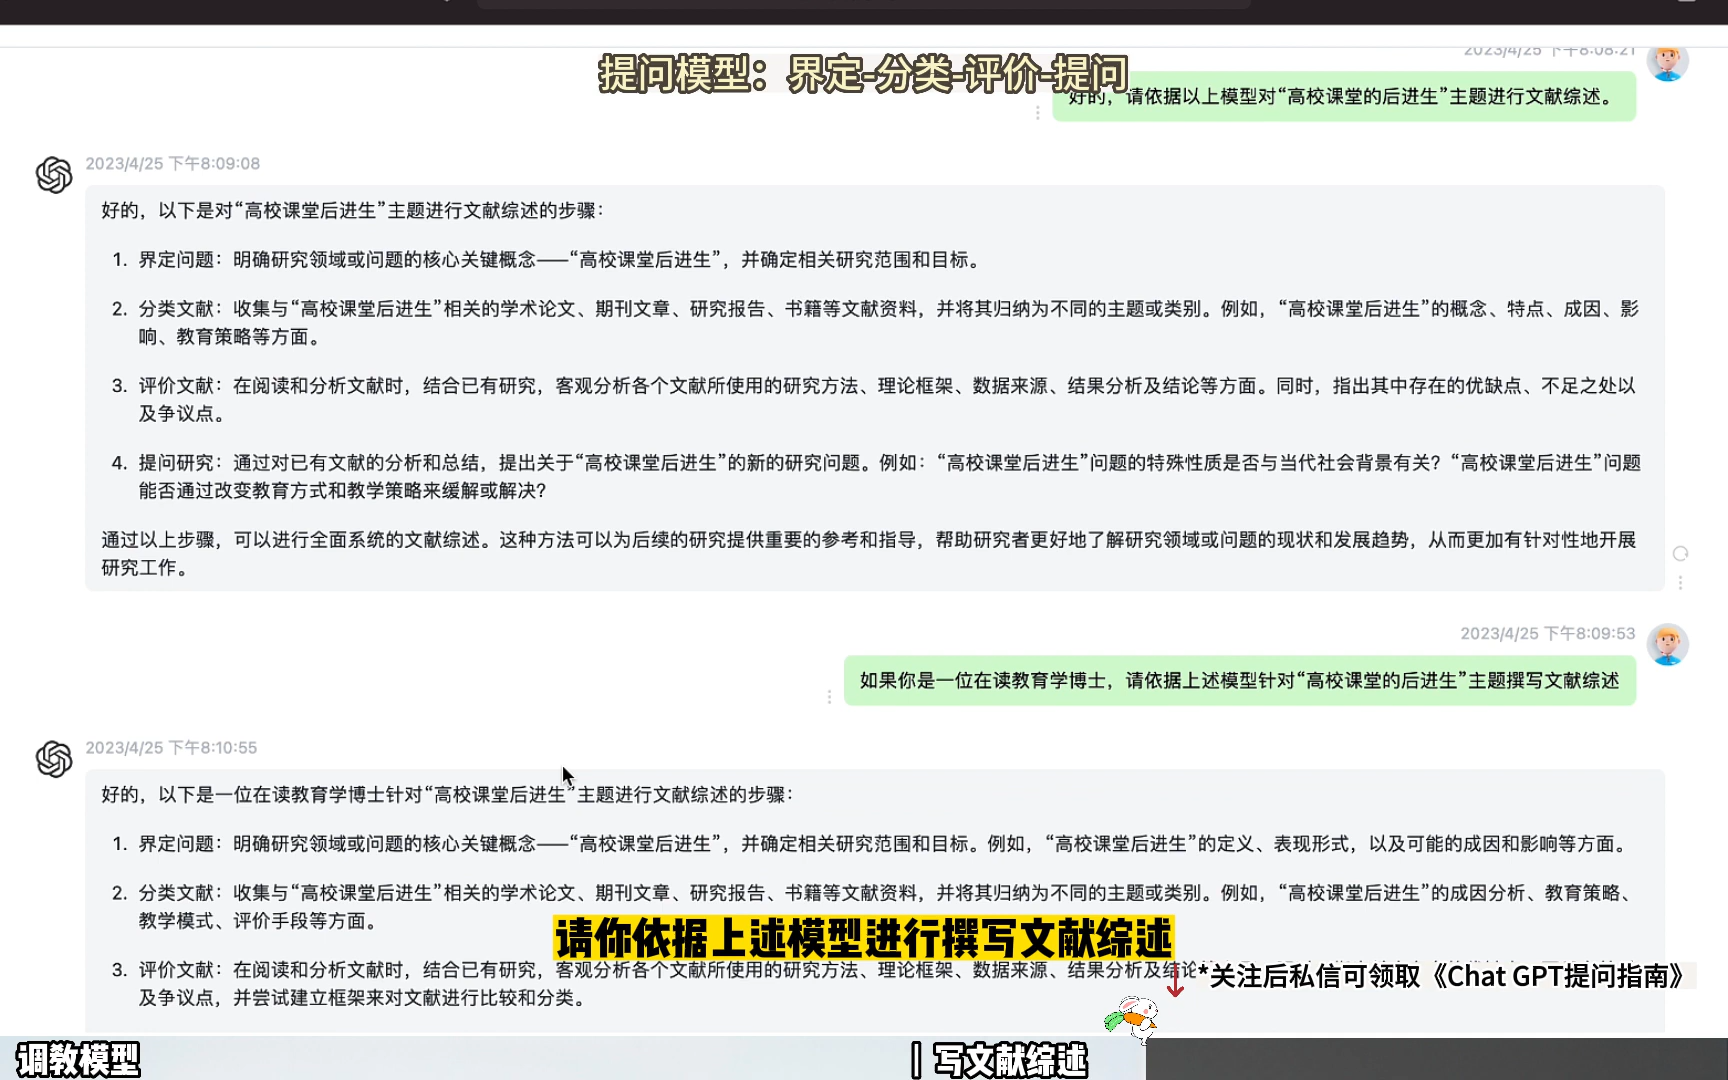 2023/4/25 下午8:08:21
提问模型：界定-分类-评价-提问
好的，请依据以上模型对“高校课堂的后进生”主题进行文献综述。
2023/4/25 下午8:09:08
好的，以下是对“高校课堂后进生”主题进行文献综述的步骤：
1. 界定问题：明确研究领域或问题的核心关键概念——“高校课堂后进生”，并确定相关研究范围和目标。
2. 分类文献：收集与“高校课堂后进生”相关的学术论文、期刊文章、研究报告、书籍等文献资料，并将其归纳为不同的主题或类别。例如，“高校课堂后进生”的概念、特点、成因、影
响、教育策略等方面。
3. 评价文献：在阅读和分析文献时，结合已有研究，客观分析各个文献所使用的研究方法、理论框架、数据来源、结果分析及结论等方面。同时，指出其中存在的优缺点、不足之处以
及争议点。
4. 提问研究：通过对已有文献的分析和总结，提出关于“高校课堂后进生”的新的研究问题。例如：“高校课堂后进生”问题的特殊性质是否与当代社会背景有关？“高校课堂后进生”问题
能否通过改变教育方式和教学策略来缓解或解决？
通过以上步骤，可以进行全面系统的文献综述。这种方法可以为后续的研究提供重要的参考和指导，帮助研究者更好地了解研究领域或问题的现状和发展趋势，从而更加有针对性地开展
研究工作。
2023/4/25 下午8:09:53
如果你是一位在读教育学博士，请依据上述模型针对“高校课堂的后进生”主题撰写文献综述
2023/4/25 下午8:10:55
好的，以下是一位在读教育学博士针对“高校课堂后进生”主题进行文献综述的步骤：
1. 界定问题：明确研究领域或问题的核心关键概念——“高校课堂后进生”，并确定相关研究范围和目标。例如，“高校课堂后进生”的定义、表现形式，以及可能的成因和影响等方面。
2. 分类文献：收集与“高校课堂后进生”相关的学术论文、期刊文章、研究报告、书籍等文献资料，并将其归纳为不同的主题或类别。例如，“高校课堂后进生”的成因分析、教育策略、
教学模式、评价手段等方面。
请你依据上述模型进行撰写文献综述
3. 评价文献：在阅读和分析文献时，结合已有研究，客观分析各个文献所使用的研究方法、理论框架、数据来源、结果分析及结论
*关注后私信可领取《Chat GPT提问指南》
及争议点，并尝试建立框架来对文献进行比较和分类。
调教模型
| 写文献综述